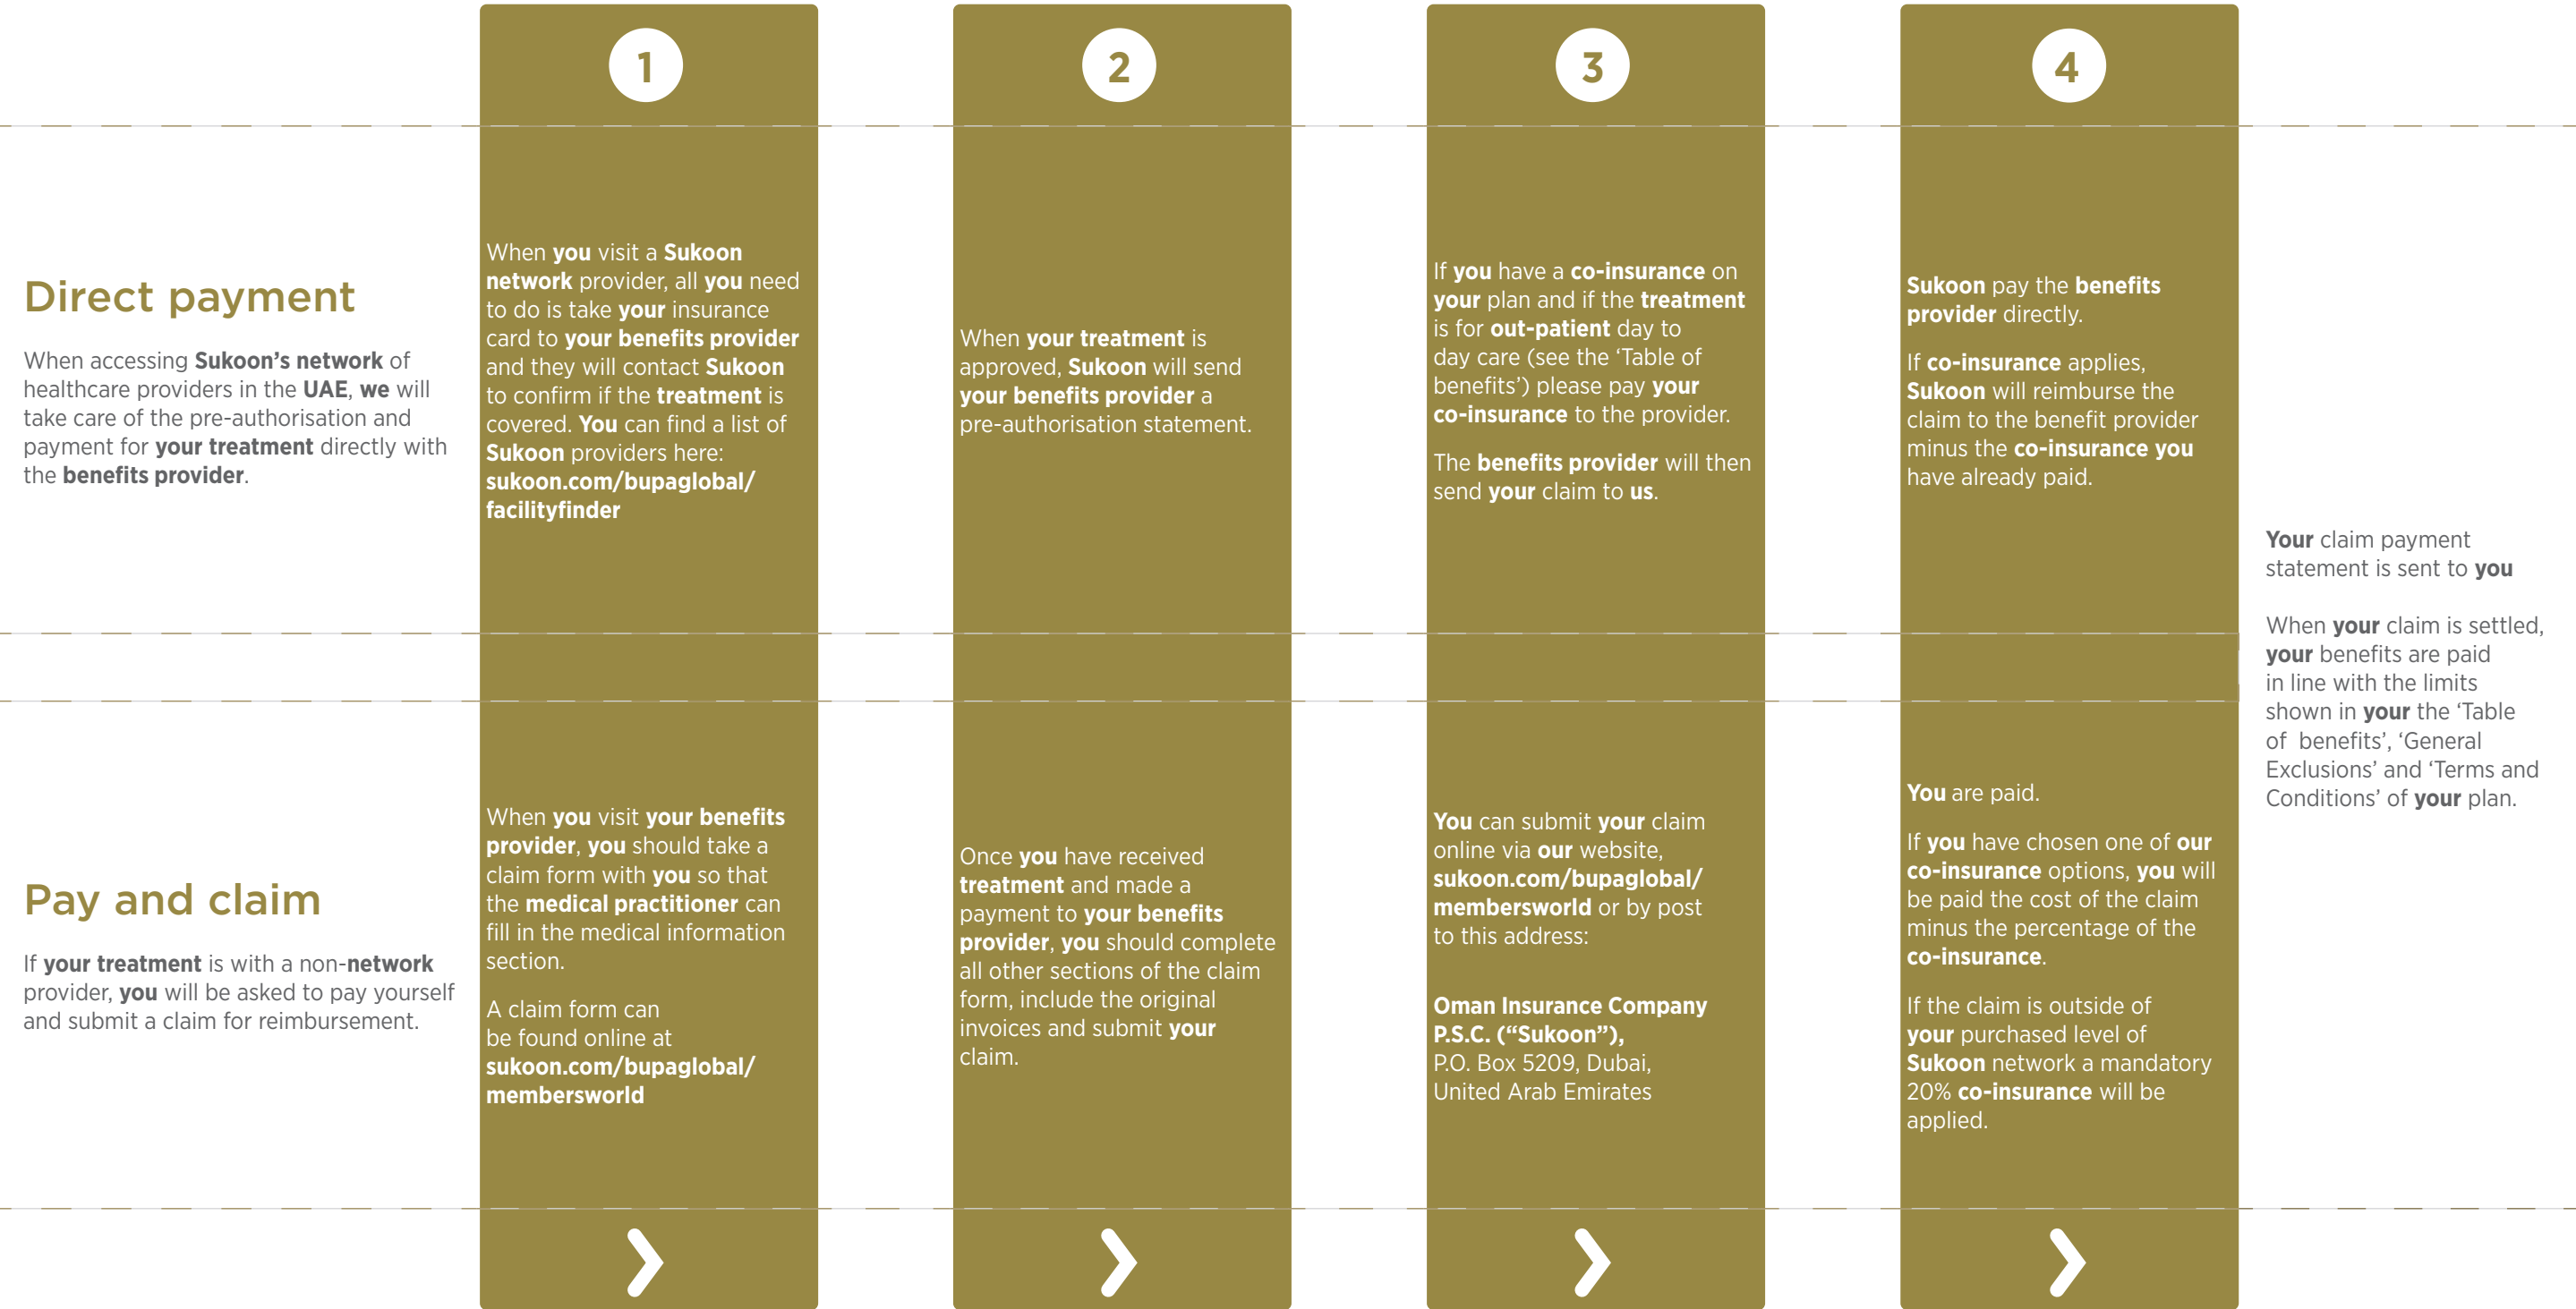 1
2
3
4
Direct payment
When accessing Sukoon's network of
healthcare providers in the UAE, we will
take care of the pre-authorisation and
payment for your treatment directly with
the benefits provider.
When you visit a Sukoon
network provider, all you need
to do is take your insurance
card to your benefits provider
and they will contact Sukoon
to confirm if the treatment is
covered. You can find a list of
Sukoon providers here:
sukoon.com/bupaglobal/
facilityfinder
When your treatment is
approved, Sukoon will send
your benefits provider a
pre-authorisation statement.
If you have a co-insurance on
your plan and if the treatment
is for out-patient day to
day care (see the ‘Table of
benefits’) please pay your
co-insurance to the provider.
The benefits provider will then
send your claim to us.
Sukoon pay the benefits
provider directly.
If co-insurance applies,
Sukoon will reimburse the
claim to the benefit provider
minus the co-insurance you
have already paid.
Pay and claim
If your treatment is with a non-network
provider, you will be asked to pay yourself
and submit a claim for reimbursement.
When you visit your benefits
provider, you should take a
claim form with you so that
the medical practitioner can
fill in the medical information
section.
A claim form can
be found online at
sukoon.com/bupaglobal/
membersworld
Once you have received
treatment and made a
payment to your benefits
provider, you should complete
all other sections of the claim
form, include the original
invoices and submit your
claim.
You can submit your claim
online via our website,
sukoon.com/bupaglobal/
membersworld or by post
to this address:
Oman Insurance Company
P.S.C. (“Sukoon”),
P.O. Box 5209, Dubai,
United Arab Emirates
You are paid.
If you have chosen one of our
co-insurance options, you will
be paid the cost of the claim
minus the percentage of the
co-insurance.
If the claim is outside of
your purchased level of
Sukoon network a mandatory
20% co-insurance will be
applied.
Your claim payment
statement is sent to you
When your claim is settled,
your benefits are paid
in line with the limits
shown in your the ‘Table
of benefits’, ‘General
Exclusions’ and ‘Terms and
Conditions’ of your plan.